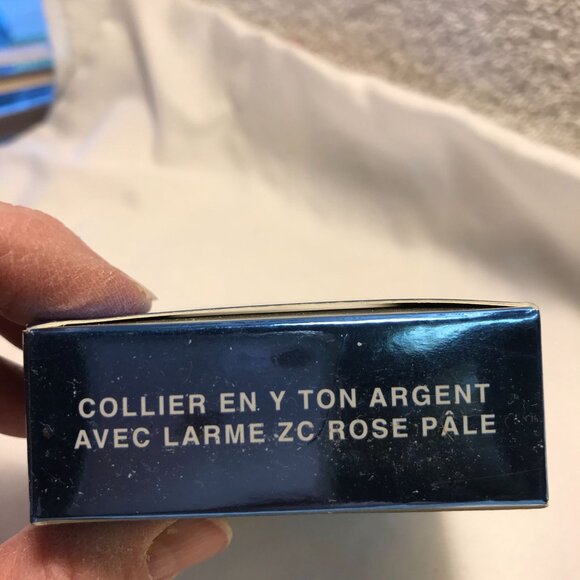 COLLIER EN Y TON ARGENT
AVEC LARME ZC ROSE PÂLE